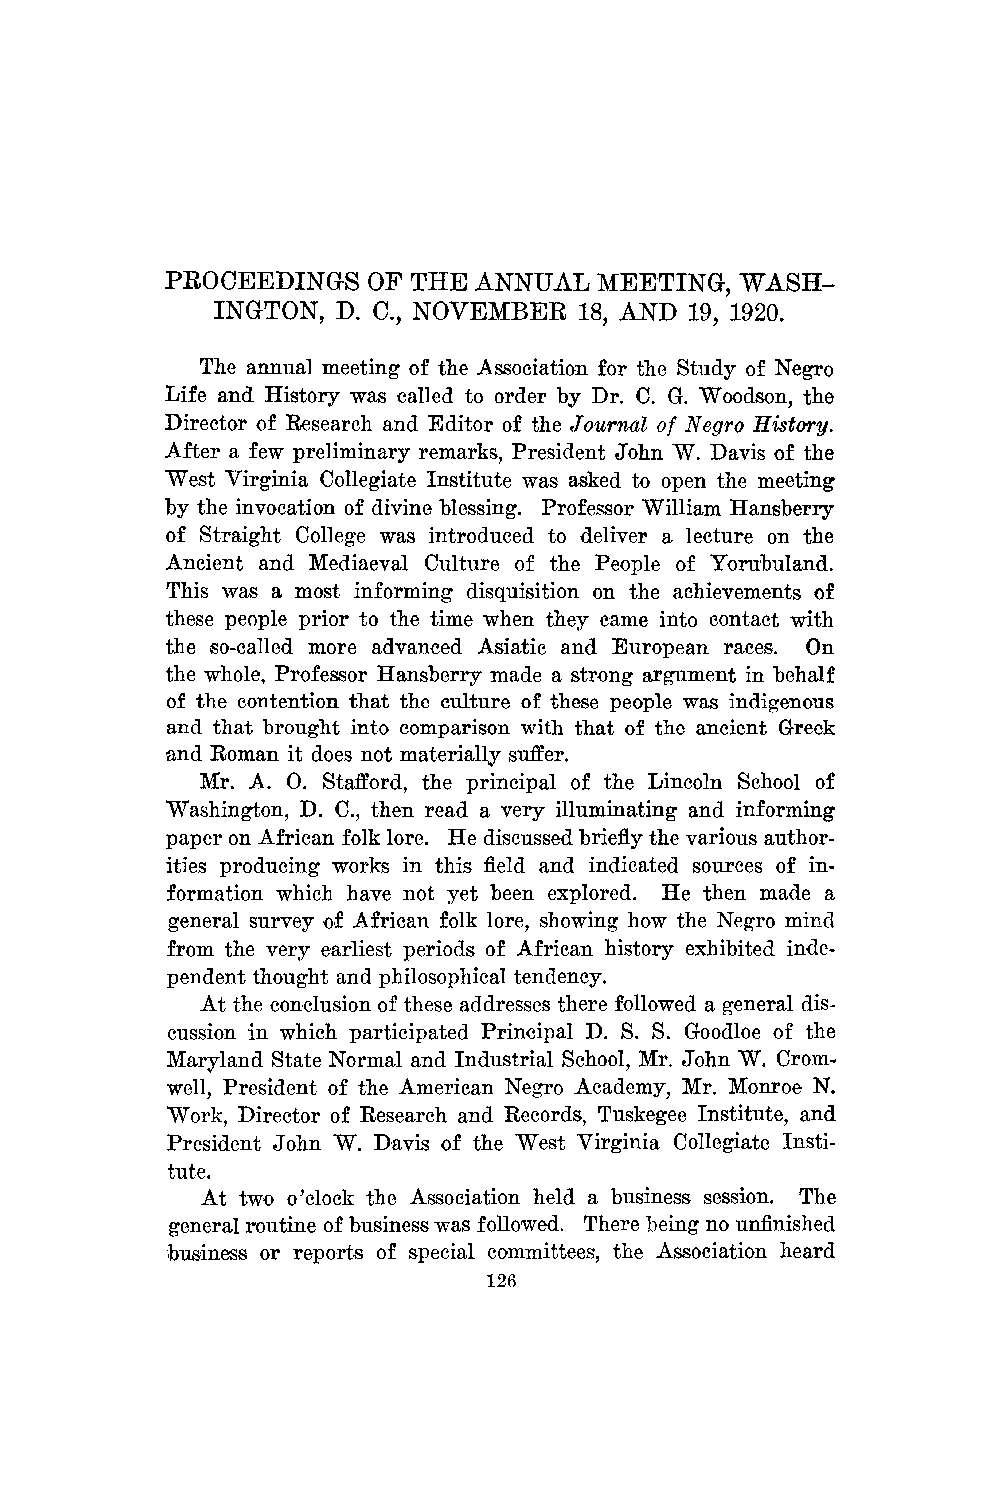 PROCEEDINGS OF THE ANNUAL MEETING, WASH-
INGTON, D. C., NOVEMBER 18, AND 19, 1920.
The annual meeting of the Association for the Study of Negro
Life and History was called to order by Dr. C. G. Woodson, the
Director of Research and Editor of the Journal of Negro History.
After a few preliminary remarks, President John W. Davis of the
West Virginia Collegiate Institute was asked to open the meeting
by the invocation of divine blessing. Professor William Hansberry
of Straight College was introduced to deliver a lecture on the
Ancient and Mediaeval Culture of the People of Yorubuland.
This was a most informing disquisition on the achievements of
these people prior to the time when they came into contact with
the so-called more advanced Asiatic and European races. On
the whole, Professor Hansberry made a strong argument in behalf
of the contention that the culture of these people was indigenous
and that brought into comparison with that of the ancient Greek
and Roman it does not materially suffer.
Mr. A. O. Stafford, the principal of the Lincoln School of
Washington, D. C., then read a very illuminating and informing
paper on African folk lore. He discussed briefly the various author-
ities producing works in this field and indicated sources of in-
formation which have not yet been explored. He then made a
general survey of African folk lore, showing how the Negro mind
from the very earliest periods of African history exhibited inde-
pendent thought and philosophical tendency.
At the conclusion of these addresses there followed a general dis-
cussion in which participated Principal D. S. S. Goodloe of the
Maryland State Normal and Industrial School, Mr. John W. Crom-
well, President of the American Negro Academy, Mr. Monroe N.
Work, Director of Research and Records, Tuskegee Institute, and
President John W. Davis of the West Virginia Collegiate Insti-
tute.
At two o'clock the Association held a business session. The
general routine of business was followed. There being no unfinished
business or reports of special committees, the Association heard
126